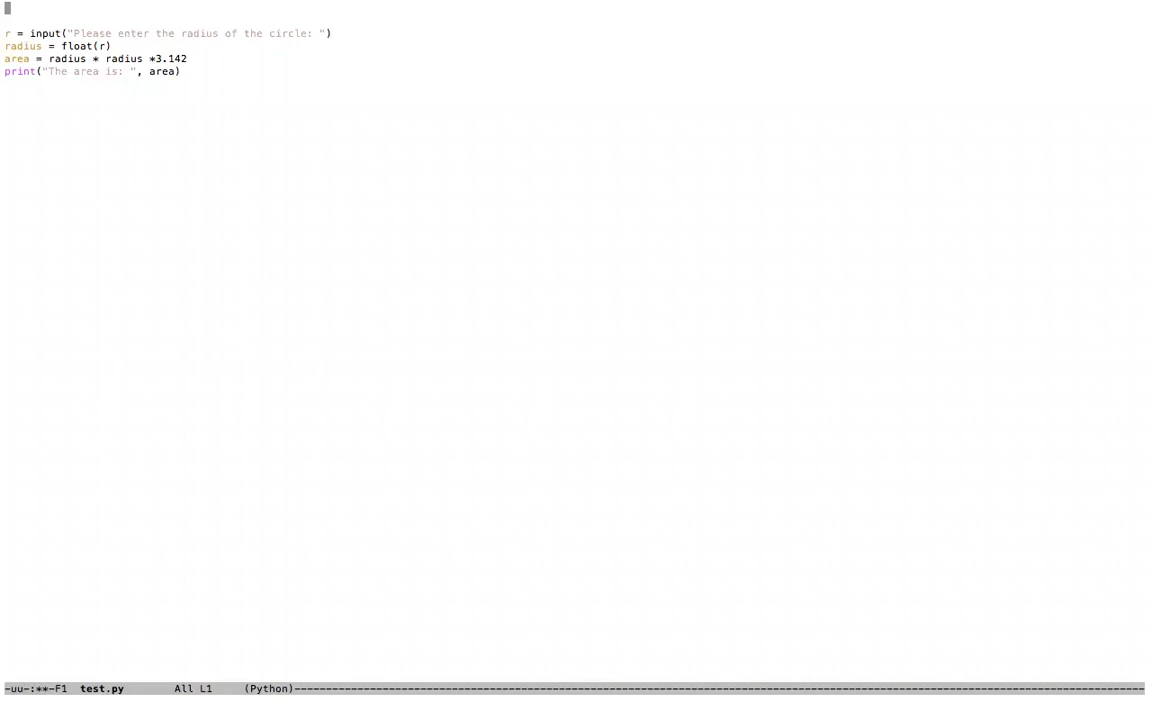 r = input("Please enter the radius of the circle: ")
radius = float(r)
area = radius * radius *3.142
print("The area is: ", area)
-uu-:**-F1  test.py        All L1     (Python)---------------------------------------------------------------------------------------------------------------------------------------